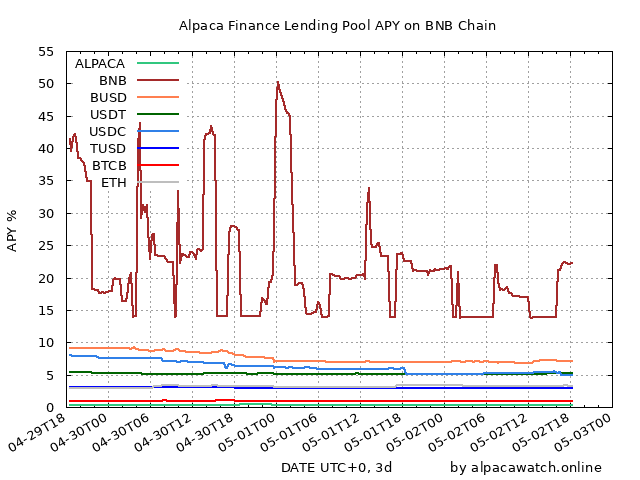 Alpaca Finance Lending Pool APY on BNB Chain
APY %
55
50
45
40
35
30
25
20
15
10
5
0
ALPACA
BNB
BUSD
USDT
USDC
TUSD
BTCB
ETH
04-29T18
04-30T00
04-30T06
04-30T12
04-30T18
05-01T00
05-01T06
05-01T12
05-01T18
05-02T00
05-02T06
05-02T12
05-02T18
05-03T00
DATE UTC+0, 3d
by alpacawatch.online